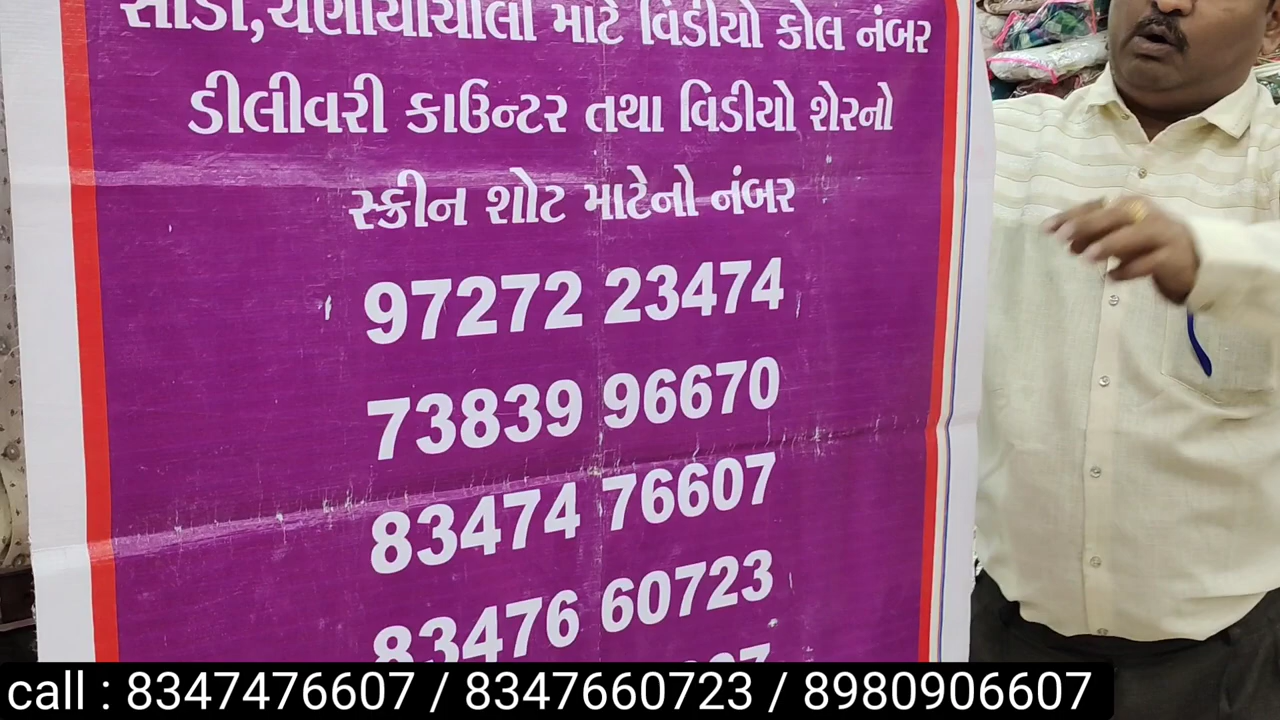 સાડી,ચણીયાચોલી માટે વિડીયો કોલ નંબર
ડીલીવરી કાઉન્ટર તથા વિડીયો શેરનો
સ્ક્રીન શોટ માટેનો નંબર
97272 23474
73839 96670
83474 76607
83476 60723
call : 8347476607 / 8347660723 / 8980906607